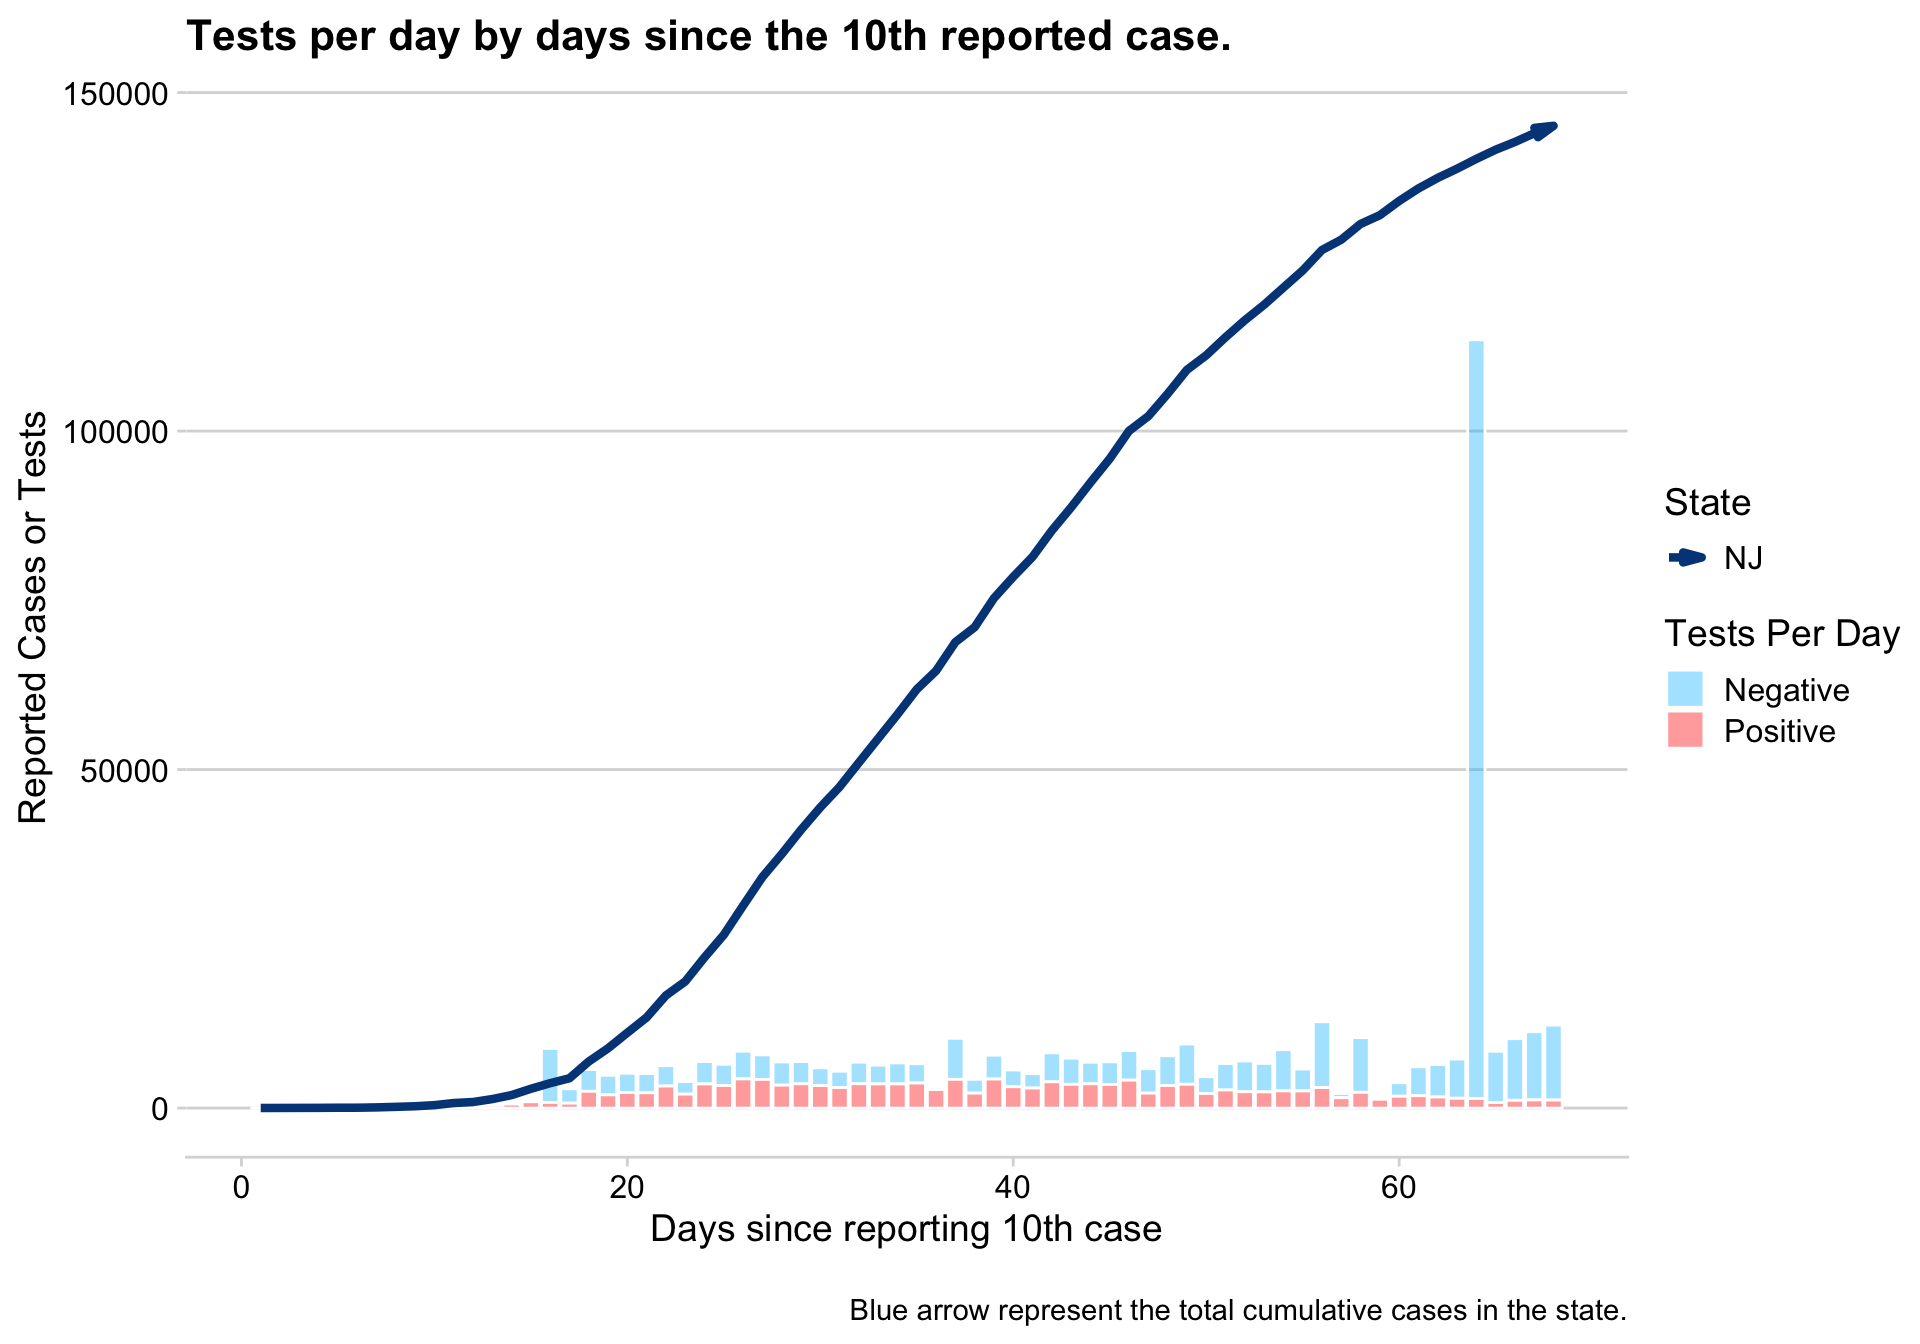 Tests per day by days since the 10th reported case.
150000
100000
50000
0
Reported Cases or Tests
0 20 40 60
Days since reporting 10th case
State
NJ
Tests Per Day
Negative
Positive
Blue arrow represent the total cumulative cases in the state.